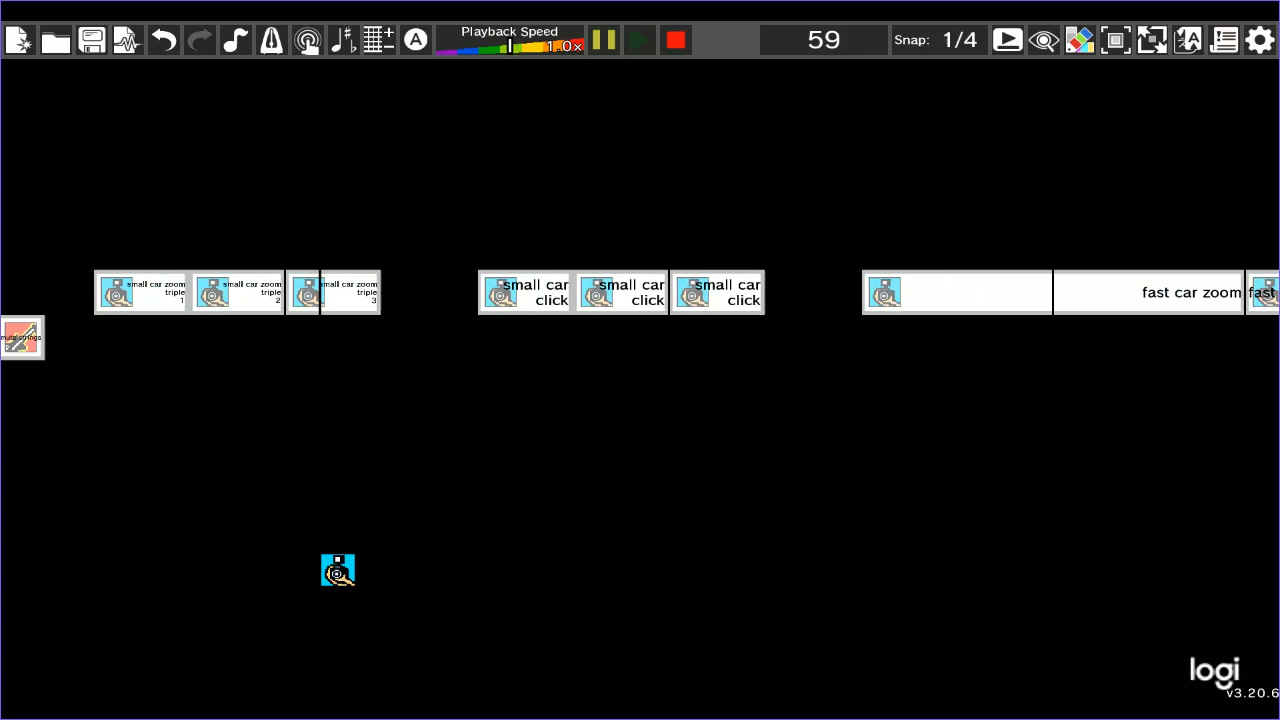 Playback Speed
1.0x
A
59
Snap: 1/4
A
small car zoom
triple
1
small car zoom
triple
2
small car zoom
triple
3
small car
click
small car
click
small car
click
fast car zoom
fast
mute strings
logi
v3.20.6